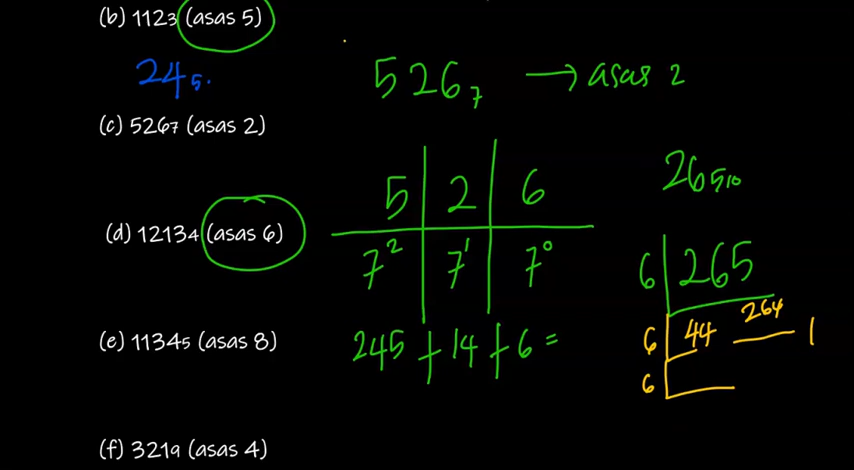 (b) 1123 (asas 5)
245.
5267 → asas 2
(c) 5267 (asas 2)
5 2 6
7² 7¹ 7⁰
26510
(d) 12134 (asas 6)
6 265
6 44 264 1
6
(e) 11345 (asas 8)
245 + 14 + 6 =
(f) 3219 (asas 4)